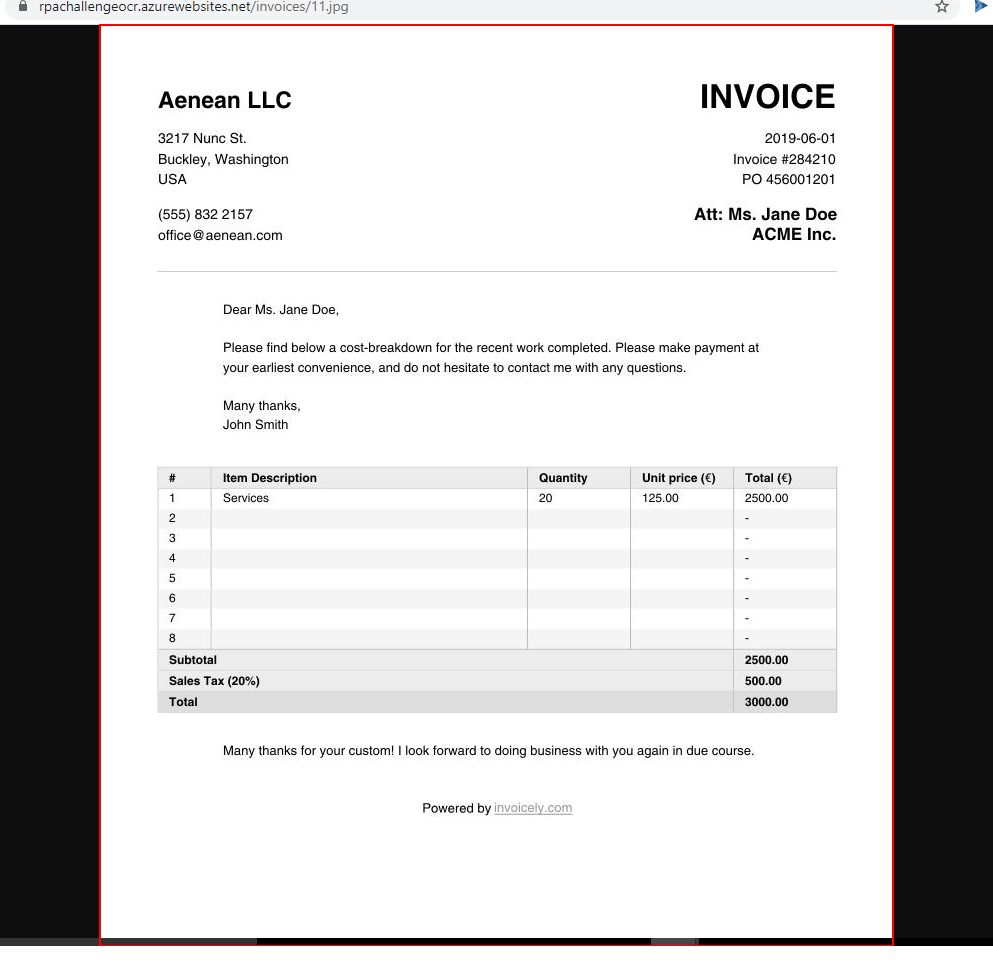 rpachallengeocr.azurewebsites.net/invoices/11.jpg
Aenean LLC
INVOICE
3217 Nunc St.
Buckley, Washington
USA
2019-06-01
Invoice #284210
PO 456001201
(555) 832 2157
office@aenean.com
Att: Ms. Jane Doe
ACME Inc.
Dear Ms. Jane Doe,
Please find below a cost-breakdown for the recent work completed. Please make payment at
your earliest convenience, and do not hesitate to contact me with any questions.
Many thanks,
John Smith
# Item Description Quantity Unit price (€) Total (€)
1 Services 20 125.00 2500.00
2 -
3 -
4 -
5 -
6 -
7 -
8 -
Subtotal 2500.00
Sales Tax (20%) 500.00
Total 3000.00
Many thanks for your custom! I look forward to doing business with you again in due course.
Powered by invoicely.com